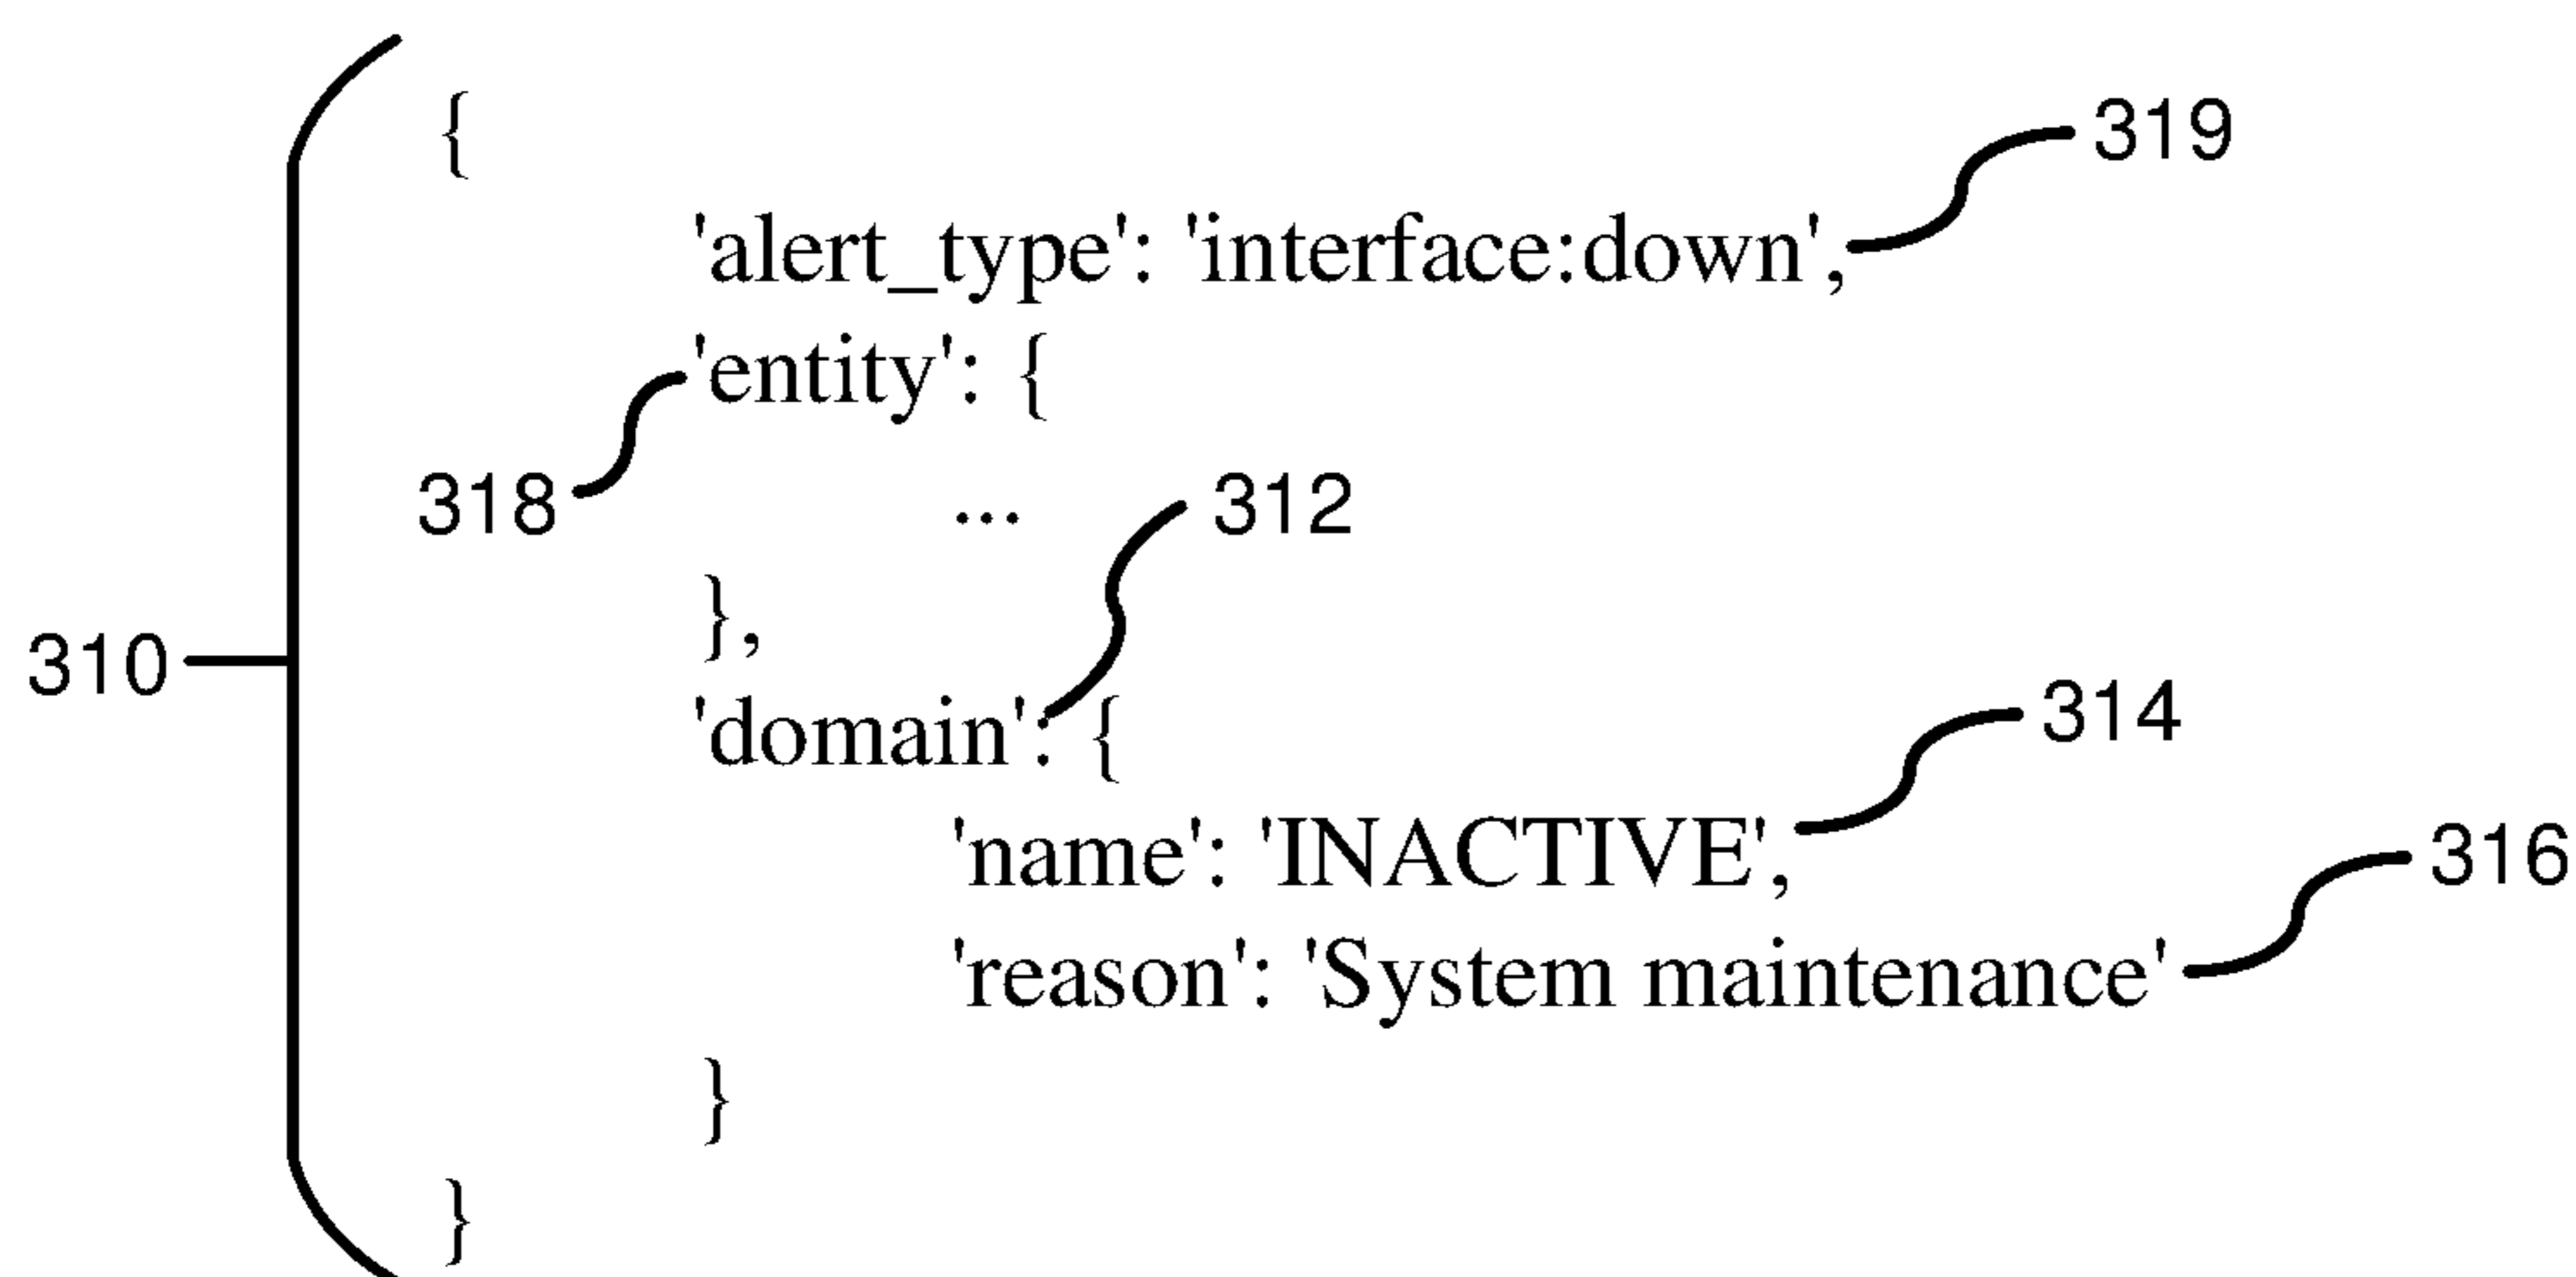 {
319
'alert_type': 'interface:down',
'entity': {
318
...
312
},
310
'domain': {
314
'name': 'INACTIVE',
316
'reason': 'System maintenance'
}
}